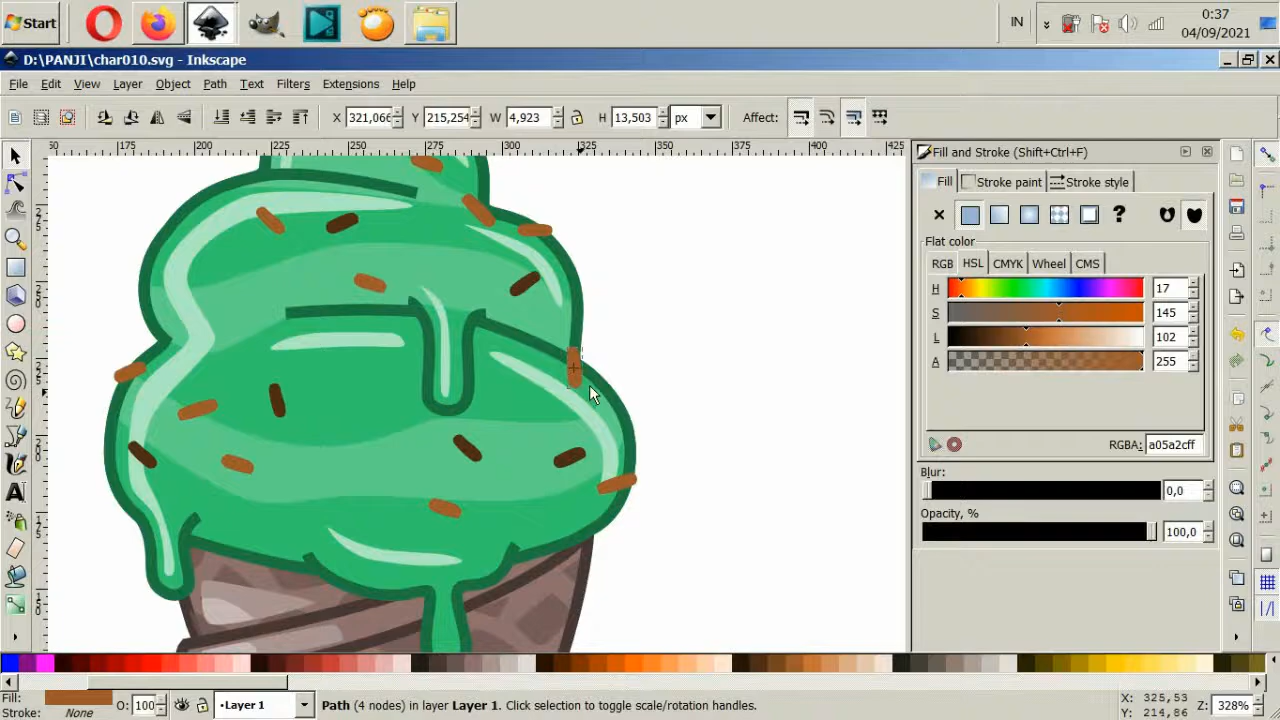 Start
IN
0:37
04/09/2021
D:\PANJI\char010.svg - Inkscape
File Edit View Layer Object Path Text Filters Extensions Help
X 321,066 Y 215,254 W 4,923 H 13,503 px Affect:
175 200 225 250 275 300 325 350 375 400 425
Fill and Stroke (Shift+Ctrl+F)
Fill Stroke paint Stroke style
?
Flat color
RGB HSL CMYK Wheel CMS
H 17
S 145
L 102
A 255
RGBA: a05a2cff
Blur:
0,0
Opacity, %
100,0
Fill:
Stroke: None
O: 100
Layer 1
Path (4 nodes) in layer Layer 1. Click selection to toggle scale/rotation handles.
X: 325,53
Y: 214,86
Z: 328%